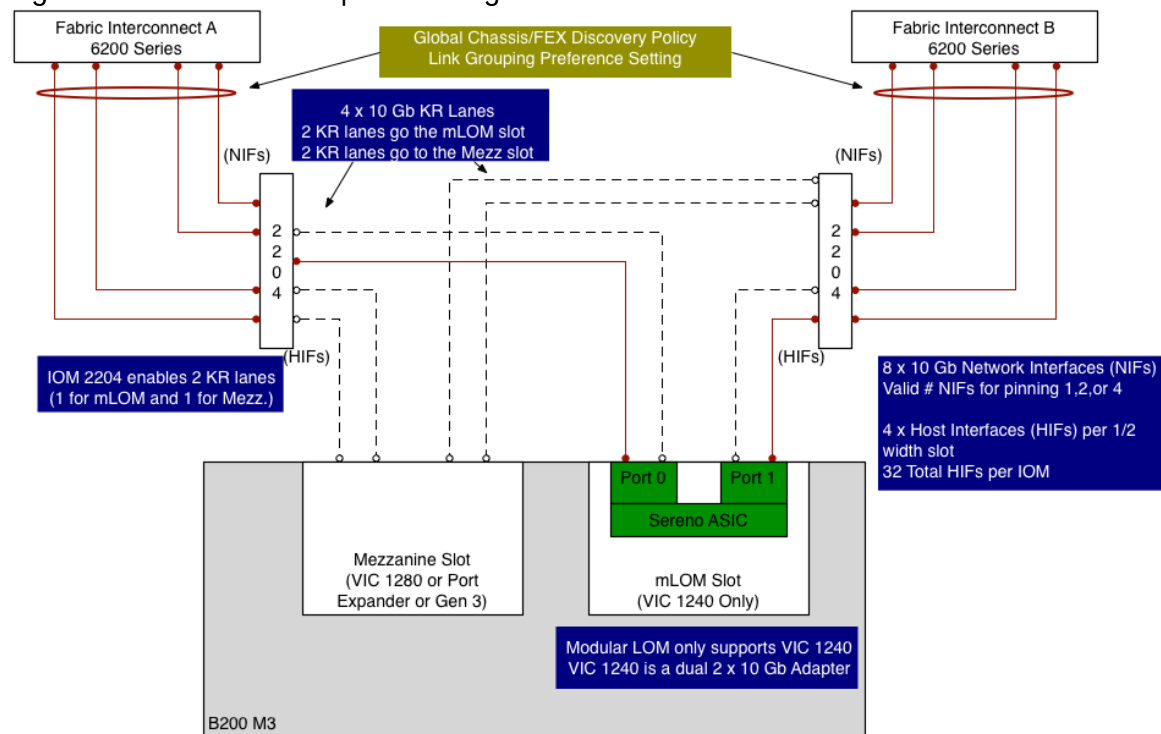 Fabric Interconnect A
6200 Series
Global Chassis/FEX Discovery Policy
Link Grouping Preference Setting
Fabric Interconnect B
6200 Series
4 x 10 Gb KR Lanes
2 KR lanes go the mLOM slot
2 KR lanes go to the Mezz slot
(NIFs)
(NIFs)
2
2
0
4
2
2
0
4
(HIFs)
(HIFs)
IOM 2204 enables 2 KR lanes
(1 for mLOM and 1 for Mezz.)
8 x 10 Gb Network Interfaces (NIFs)
Valid # NIFs for pinning 1,2,or 4
4 x Host Interfaces (HIFs) per 1/2
width slot
32 Total HIFs per IOM
Port 0
Port 1
Sereno ASIC
Mezzanine Slot
(VIC 1280 or Port
Expander or Gen 3)
mLOM Slot
(VIC 1240 Only)
Modular LOM only supports VIC 1240
VIC 1240 is a dual 2 x 10 Gb Adapter
B200 M3